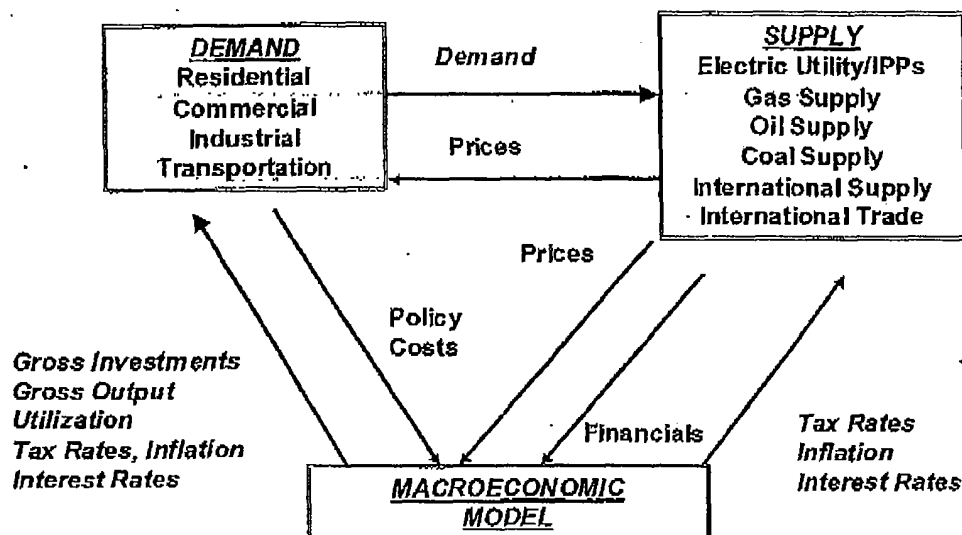 DEMAND
Residential
Commercial
Industrial
Transportation
Demand
Prices
SUPPLY
Electric Utility/IPPs
Gas Supply
Oil Supply
Coal Supply
International Supply
International Trade
Prices
Policy
Costs
Gross Investments
Gross Output
Utilization
Tax Rates, Inflation
Interest Rates
Financials
Tax Rates
Inflation
Interest Rates
MACROECONOMIC
MODEL